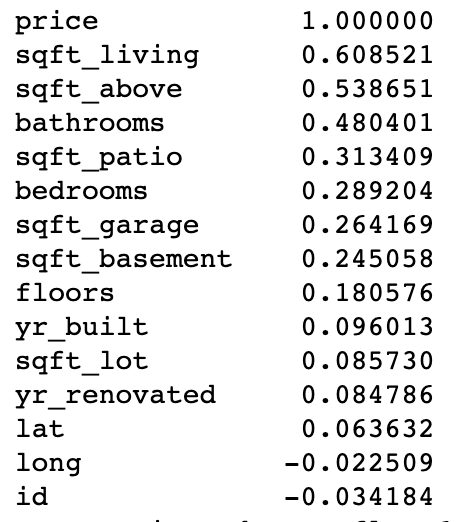 price 1.000000
sqft_living 0.608521
sqft_above 0.538651
bathrooms 0.480401
sqft_patio 0.313409
bedrooms 0.289204
sqft_garage 0.264169
sqft_basement 0.245058
floors 0.180576
yr_built 0.096013
sqft_lot 0.085730
yr_renovated 0.084786
lat 0.063632
long -0.022509
id -0.034184